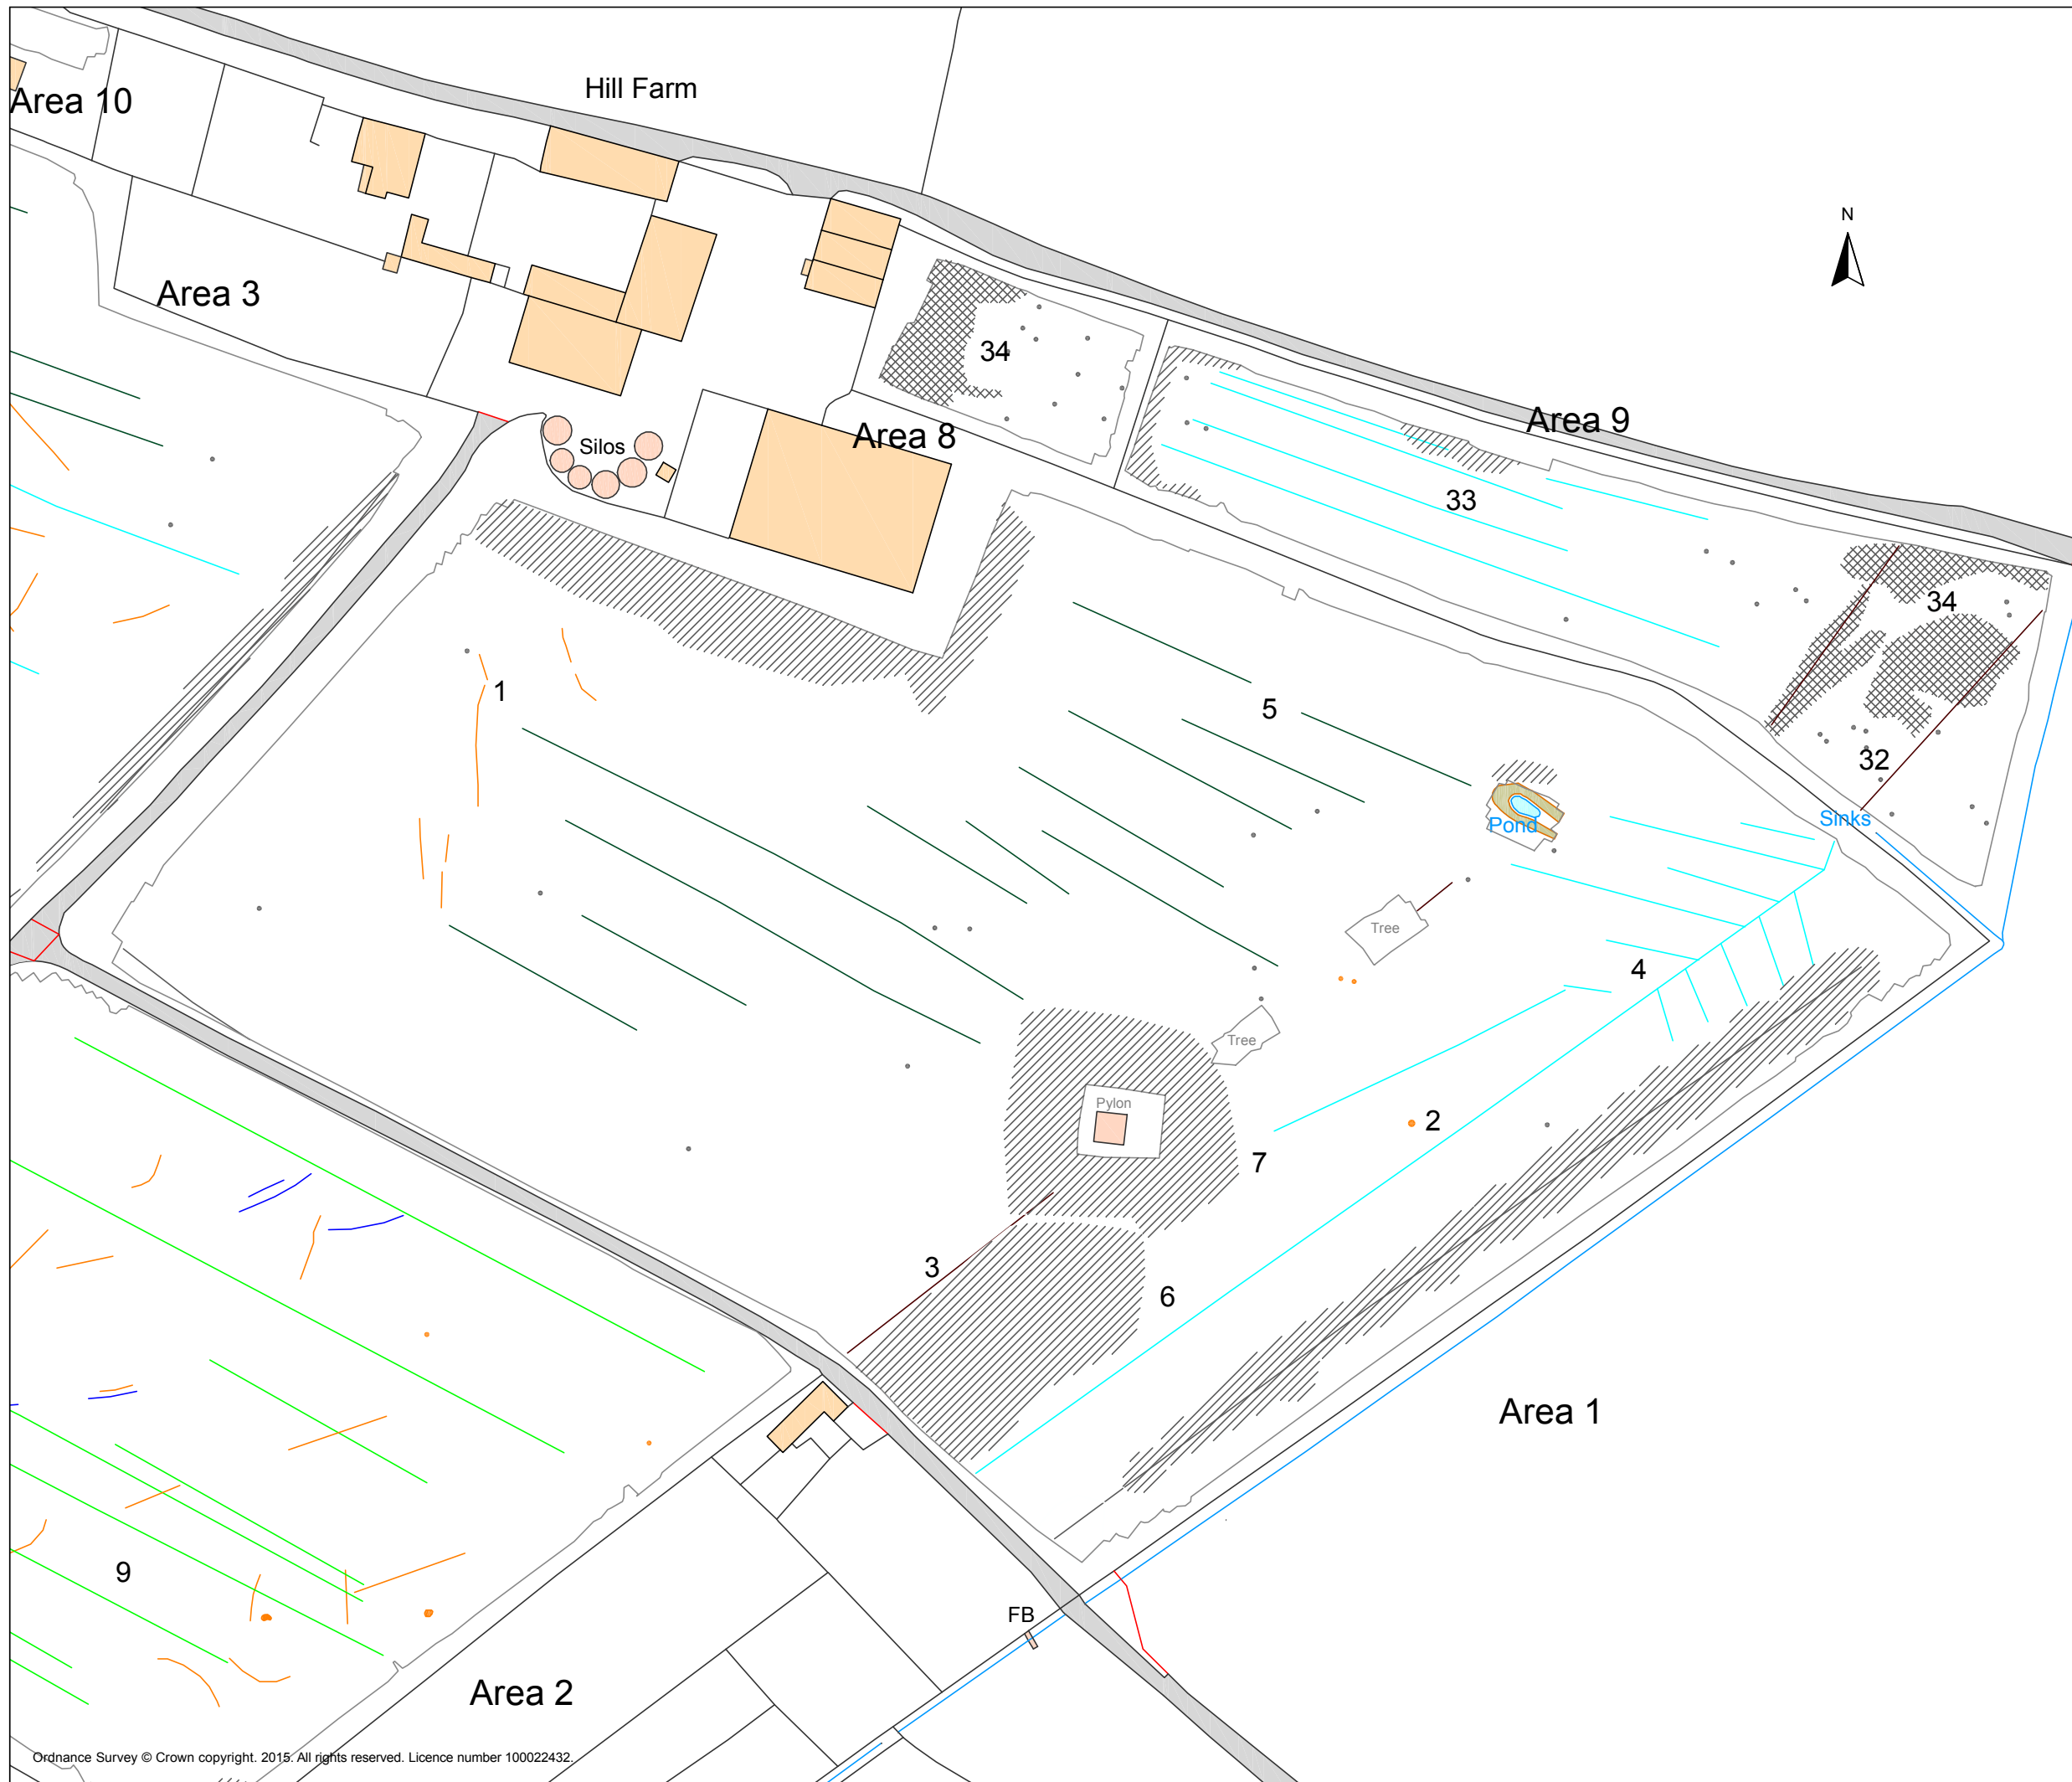 Hill Farm
Area 10
N
Area 3
34
Area 9
Area 8
Silos
33
34
1
5
32
Pond
Sinks
Tree
4
Tree
Pylon
2
7
3
6
Area 1
9
FB
Area 2
Ordnance Survey © Crown copyright. 2015. All rights reserved. Licence number 100022432.